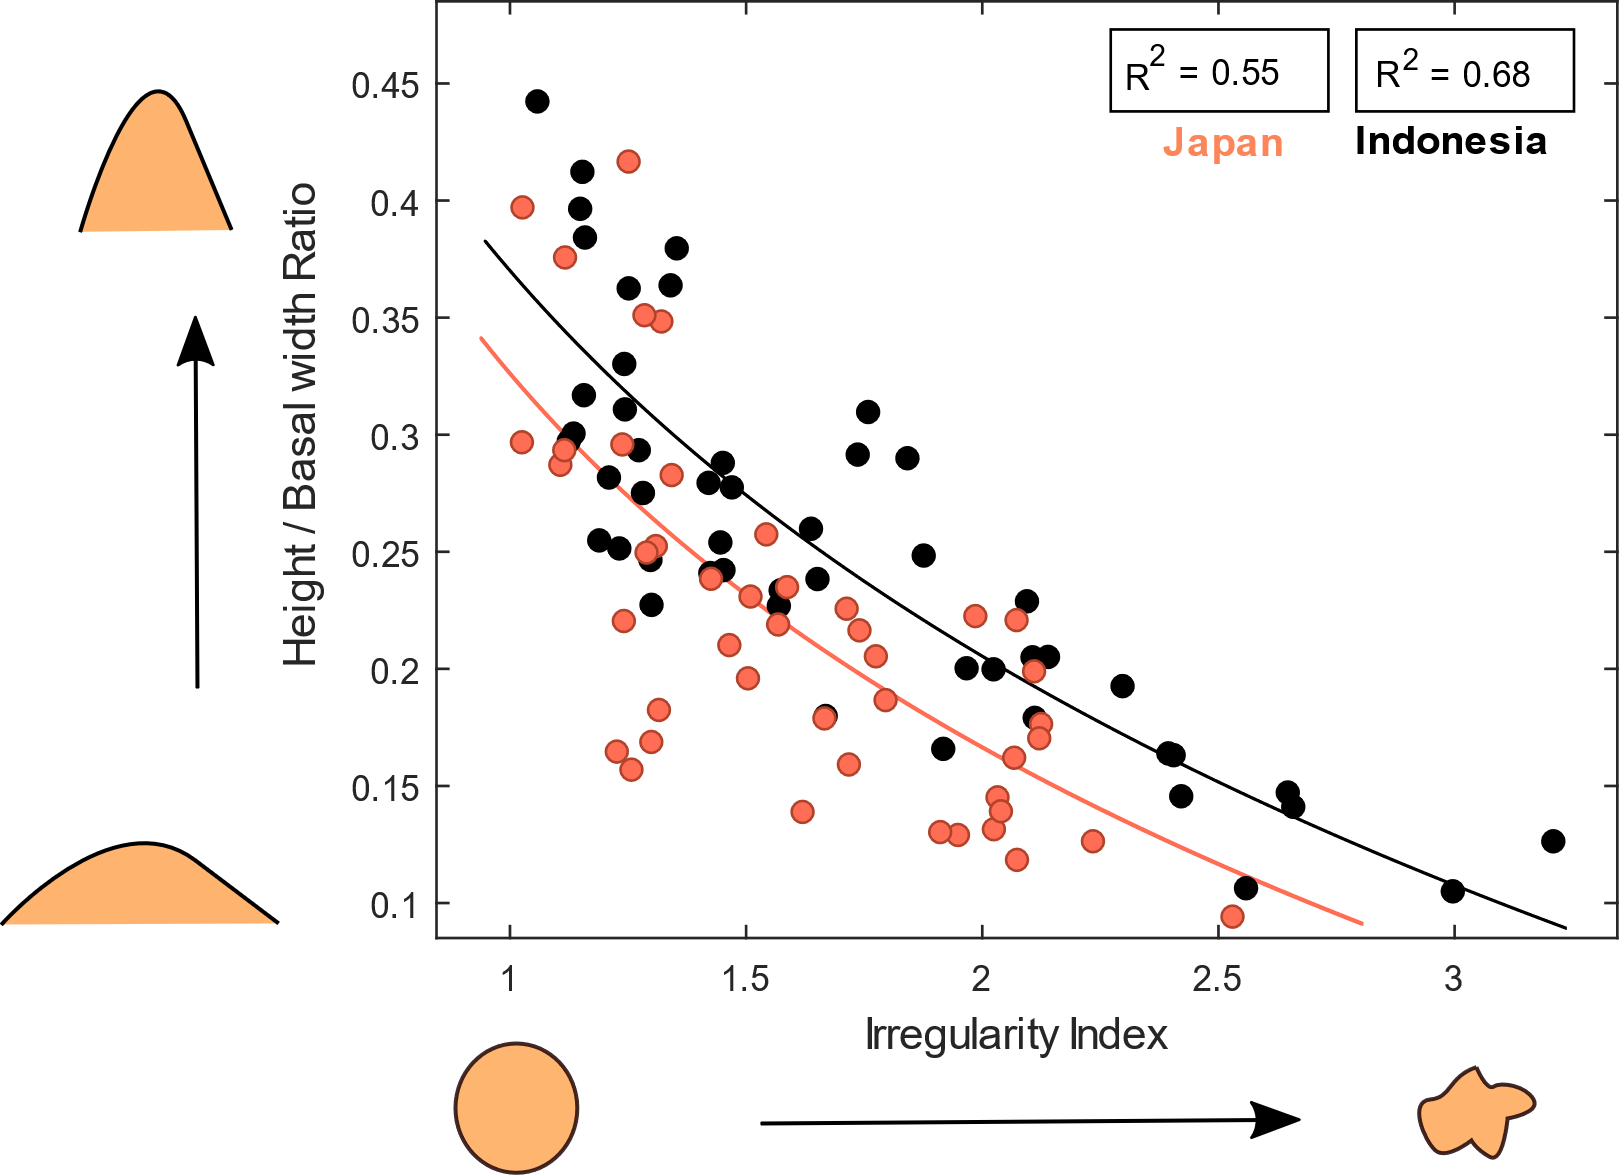 R² = 0.55
R² = 0.68
Japan
Indonesia
Height / Basal width Ratio
0.45
0.4
0.35
0.3
0.25
0.2
0.15
0.1
1
1.5
2
2.5
3
Irregularity Index